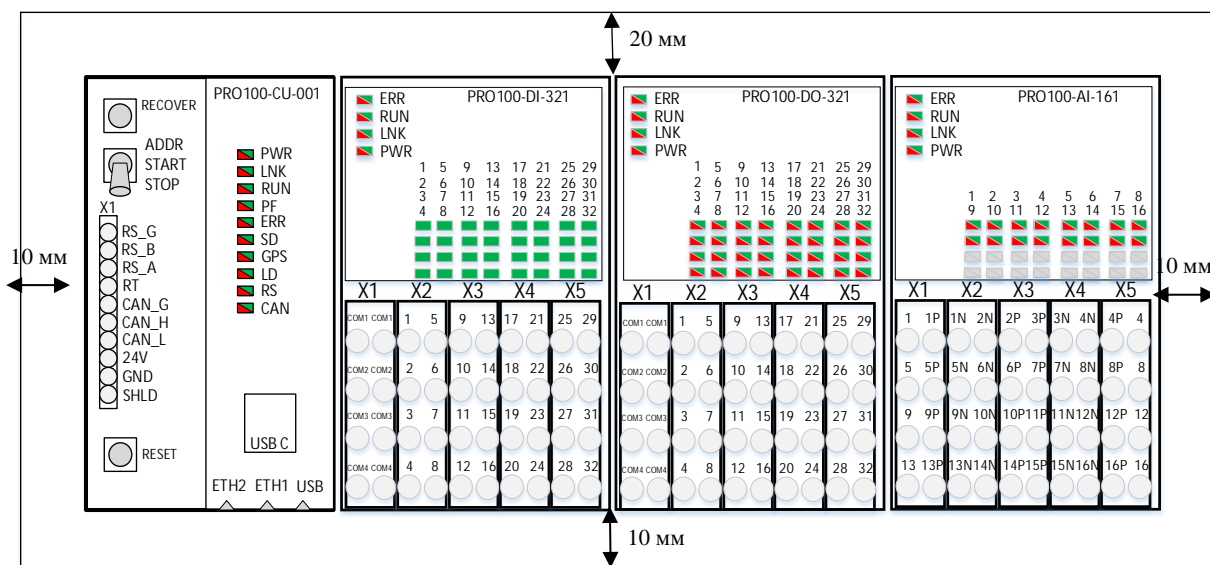 20 мм
10 мм
PRO100-CU-001
RECOVER
ADDR
START
STOP
X1
RS_G
RS_B
RS_A
RT
CAN_G
CAN_H
CAN_L
24V
GND
SHLD
RESET
PWR
LNK
RUN
PF
ERR
SD
GPS
LD
RS
CAN
USB C
ETH2 ETH1 USB
PRO100-DI-321
ERR
RUN
LNK
PWR
1 5 9 13 17 21 25 29
2 6 10 14 18 22 26 30
3 7 11 15 19 23 27 31
4 8 12 16 20 24 28 32
X1 X2 X3 X4 X5
COM1 COM1 1 5 9 13 17 21 25 29
COM2 COM2 2 6 10 14 18 22 26 30
COM3 COM3 3 7 11 15 19 23 27 31
COM4 COM4 4 8 12 16 20 24 28 32
PRO100-DO-321
ERR
RUN
LNK
PWR
1 5 9 13 17 21 25 29
2 6 10 14 18 22 26 30
3 7 11 15 19 23 27 31
4 8 12 16 20 24 28 32
X1 X2 X3 X4 X5
COM1 COM1 1 5 9 13 17 21 25 29
COM2 COM2 2 6 10 14 18 22 26 30
COM3 COM3 3 7 11 15 19 23 27 31
COM4 COM4 4 8 12 16 20 24 28 32
PRO100-AI-161
ERR
RUN
LNK
PWR
1 2 3 4 5 6 7 8
9 10 11 12 13 14 15 16
X1 X2 X3 X4 X5
1 1P 1N 2N 2P 3P 3N 4N 4P 4
5 5P 5N 6N 6P 7P 7N 8N 8P 8
9 9P 9N 10N 10P 11P 11N 12N 12P 12
13 13P 13N 14N 14P 15P 15N 16N 16P 16
10 мм
10 мм